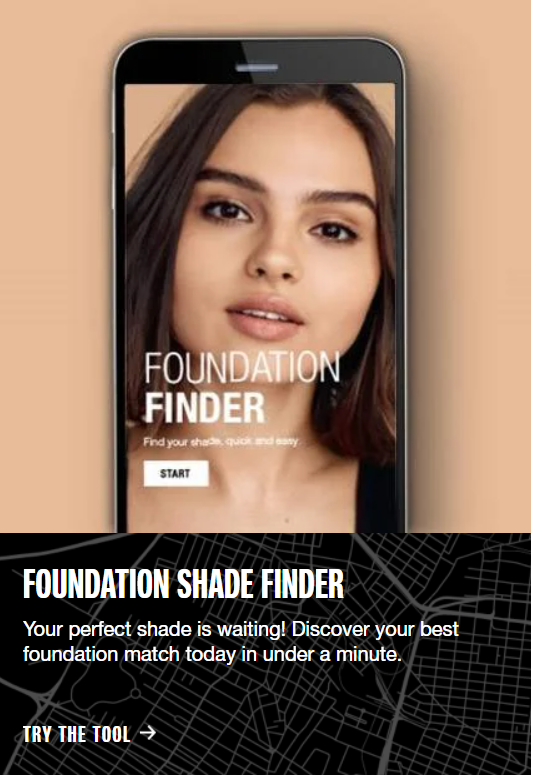 FOUNDATION
FINDER
Find your shade, quick and easy.
START
FOUNDATION SHADE FINDER
Your perfect shade is waiting! Discover your best
foundation match today in under a minute.
TRY THE TOOL →